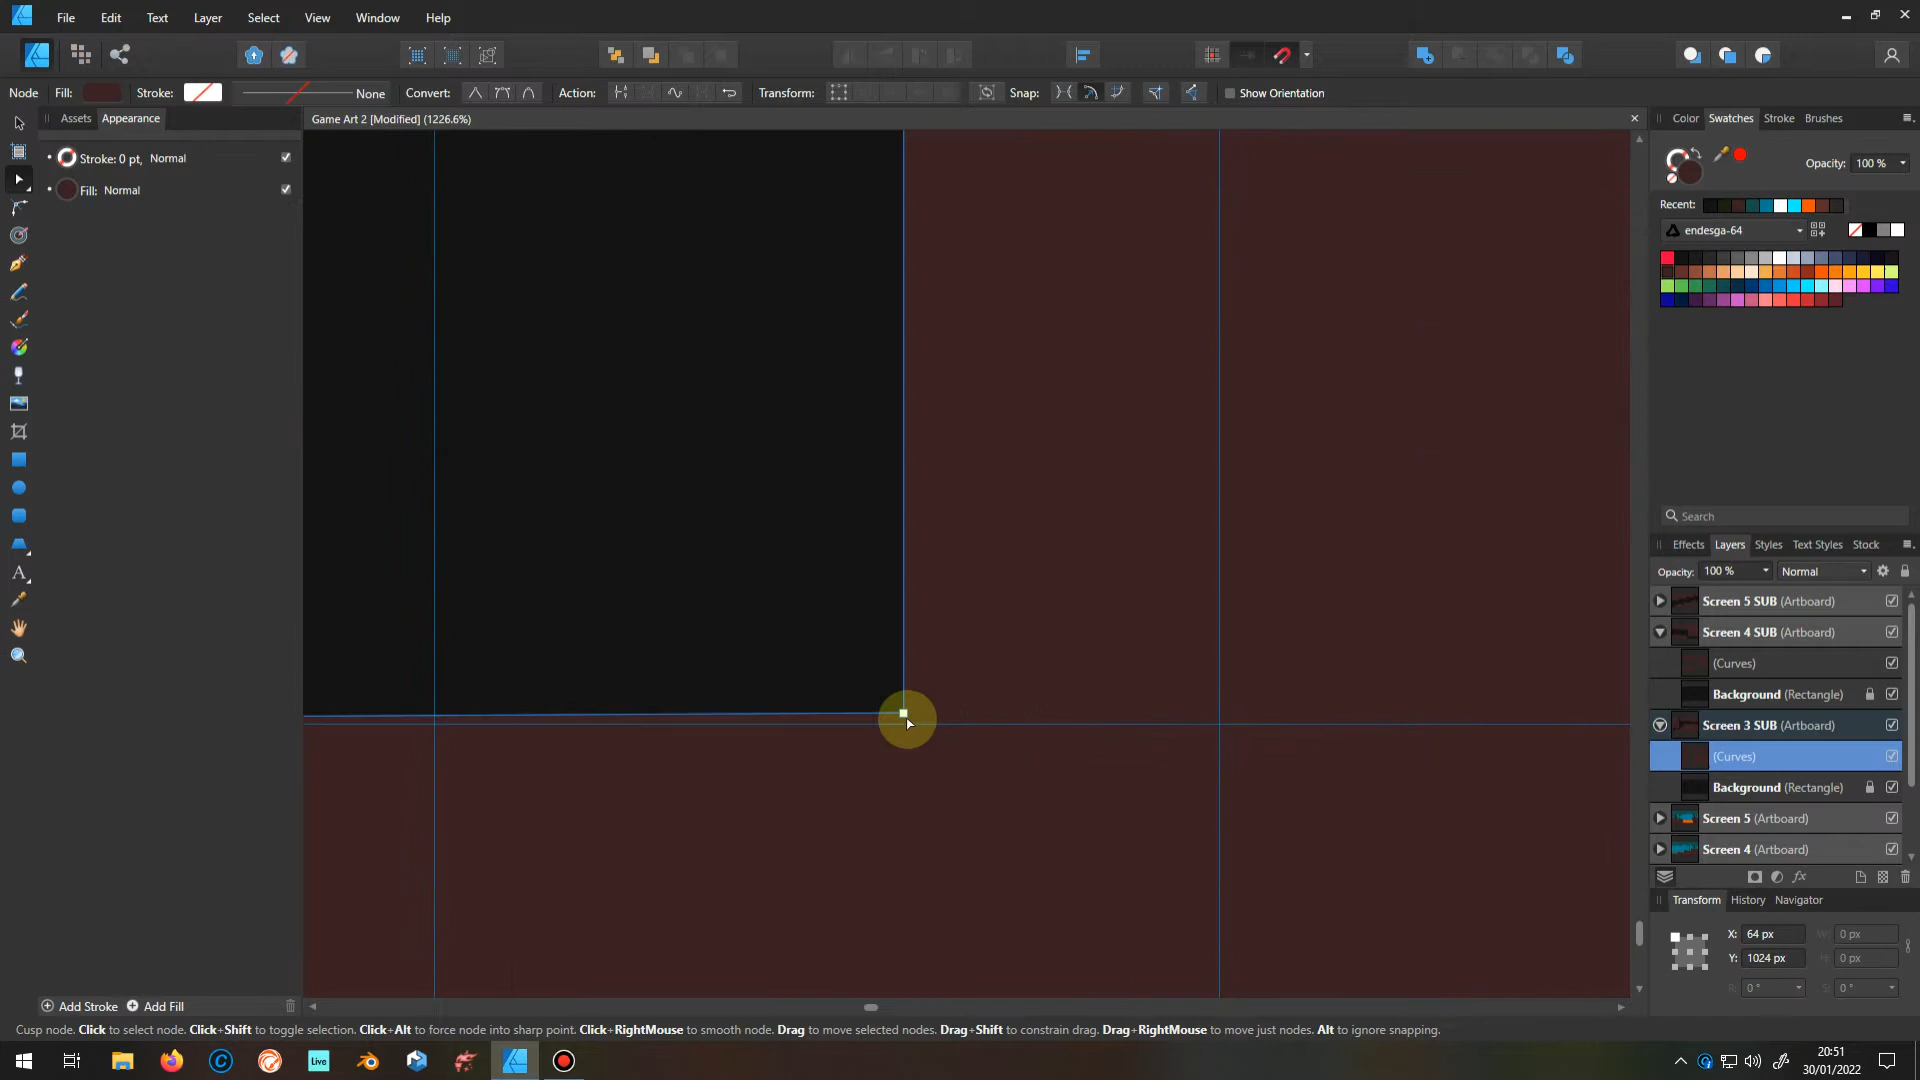 File Edit Text Layer Select View Window Help
Node Fill: Stroke: None Convert: Action: Transform: Snap: Show Orientation
Assets Appearance
Stroke: 0 pt, Normal
Fill: Normal
Add Stroke Add Fill
Game Art 2 [Modified] (1226.6%)
Color Swatches Stroke Brushes
Opacity: 100 %
Recent:
endesga-64
Search
Effects Layers Styles Text Styles Stock
Opacity: 100 % Normal
Screen 5 SUB (Artboard)
Screen 4 SUB (Artboard)
(Curves)
Background (Rectangle)
Screen 3 SUB (Artboard)
(Curves)
Background (Rectangle)
Screen 5 (Artboard)
Screen 4 (Artboard)
fx
Transform History Navigator
X: 64 px W: 0 px
Y: 1024 px H: 0 px
R: 0 ° S: 0 °
Cusp node. Click to select node. Click+Shift to toggle selection. Click+Alt to force node into sharp point. Click+RightMouse to smooth node. Drag to move selected nodes. Drag+Shift to constrain drag. Drag+RightMouse to move just nodes. Alt to ignore snapping.
Live
20:51
30/01/2022